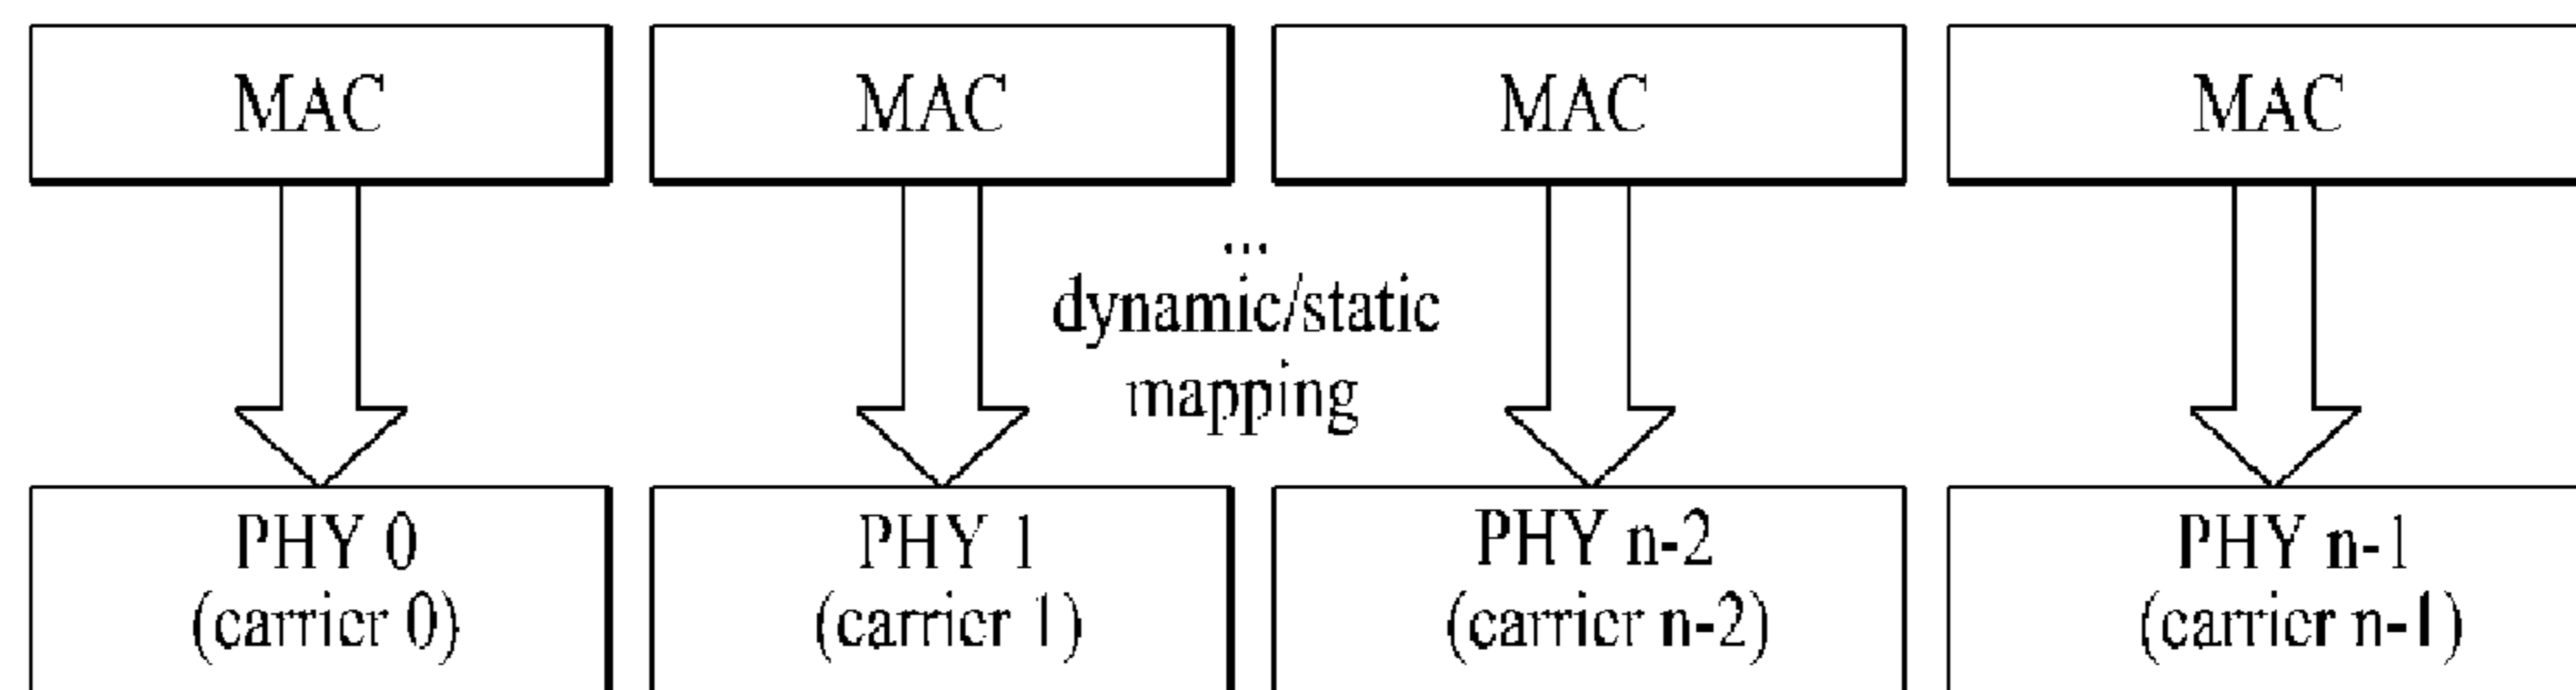 MAC
MAC
MAC
MAC
...
dynamic/static
mapping
PHY 0
(carrier 0)
PHY 1
(carrier 1)
PHY n-2
(carrier n-2)
PHY n-1
(carrier n-1)